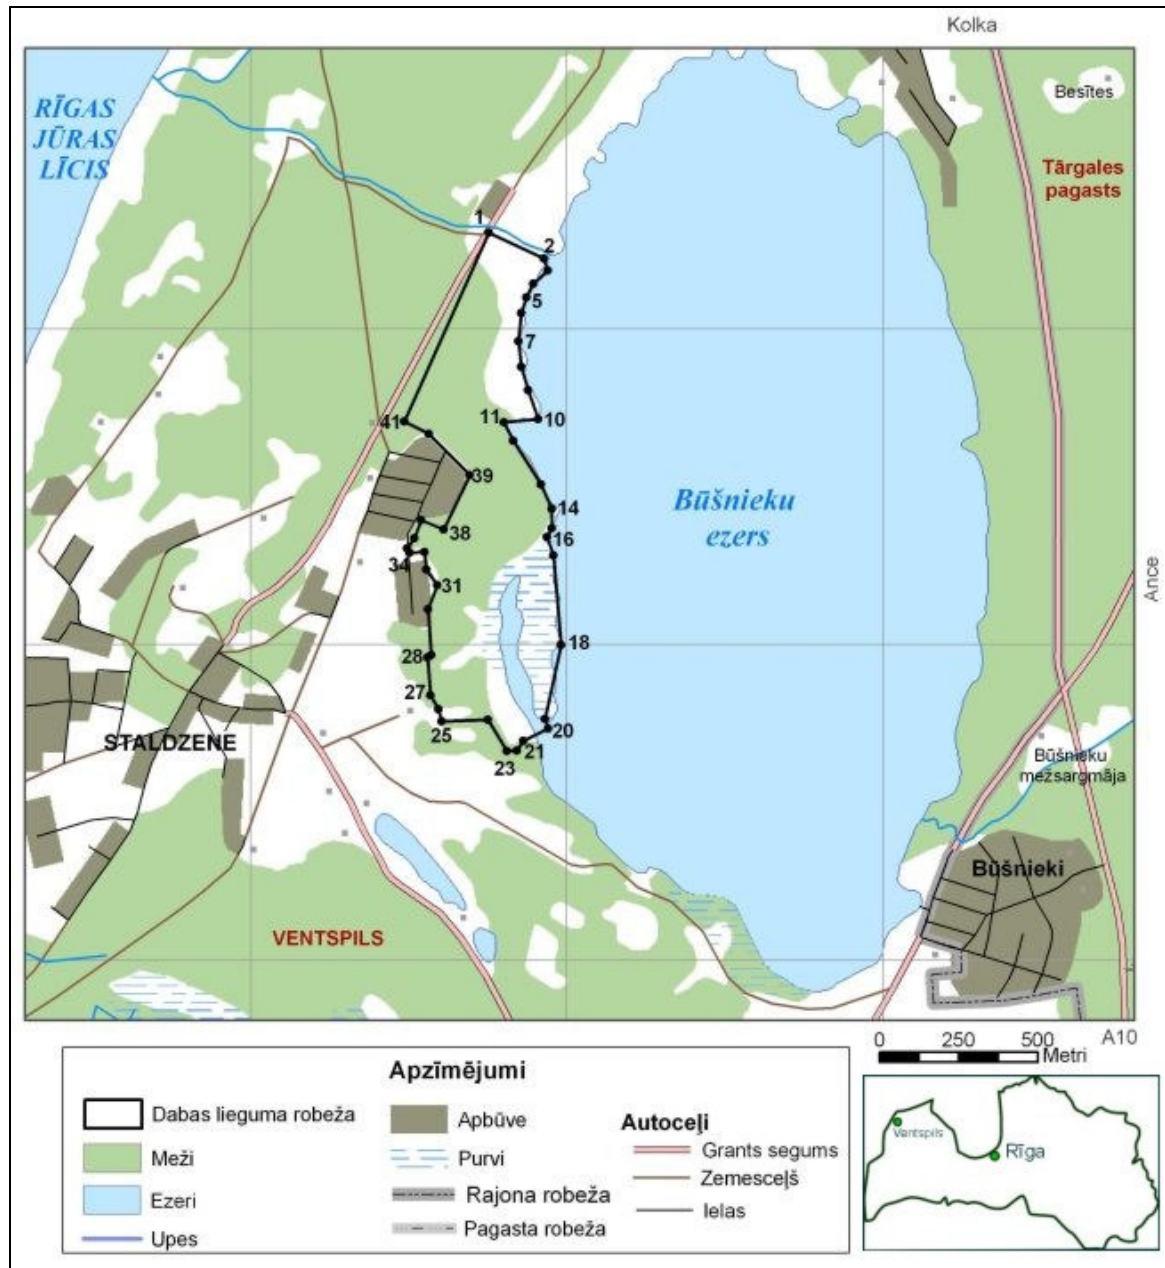 Kolka
RĪGAS
JŪRAS
LĪCIS
Besītes
Tārgales
pagasts
1
2
5
7
10
11
41
39
14
38
16
34
31
18
28
27
25
20
21
23
Būšnieku
ezers
Ance
STALDZENE
Būšnieku
mežsargmāja
Būšnieki
VENTSPILS
A10
0 250 500
Metri
Apzīmējumi
Dabas lieguma robeža
Meži
Ezeri
Upes
Apbūve
Purvi
Rajona robeža
Pagasta robeža
Autoceļi
Grants segums
Zemesceļš
Ielas
Ventspils
Rīga